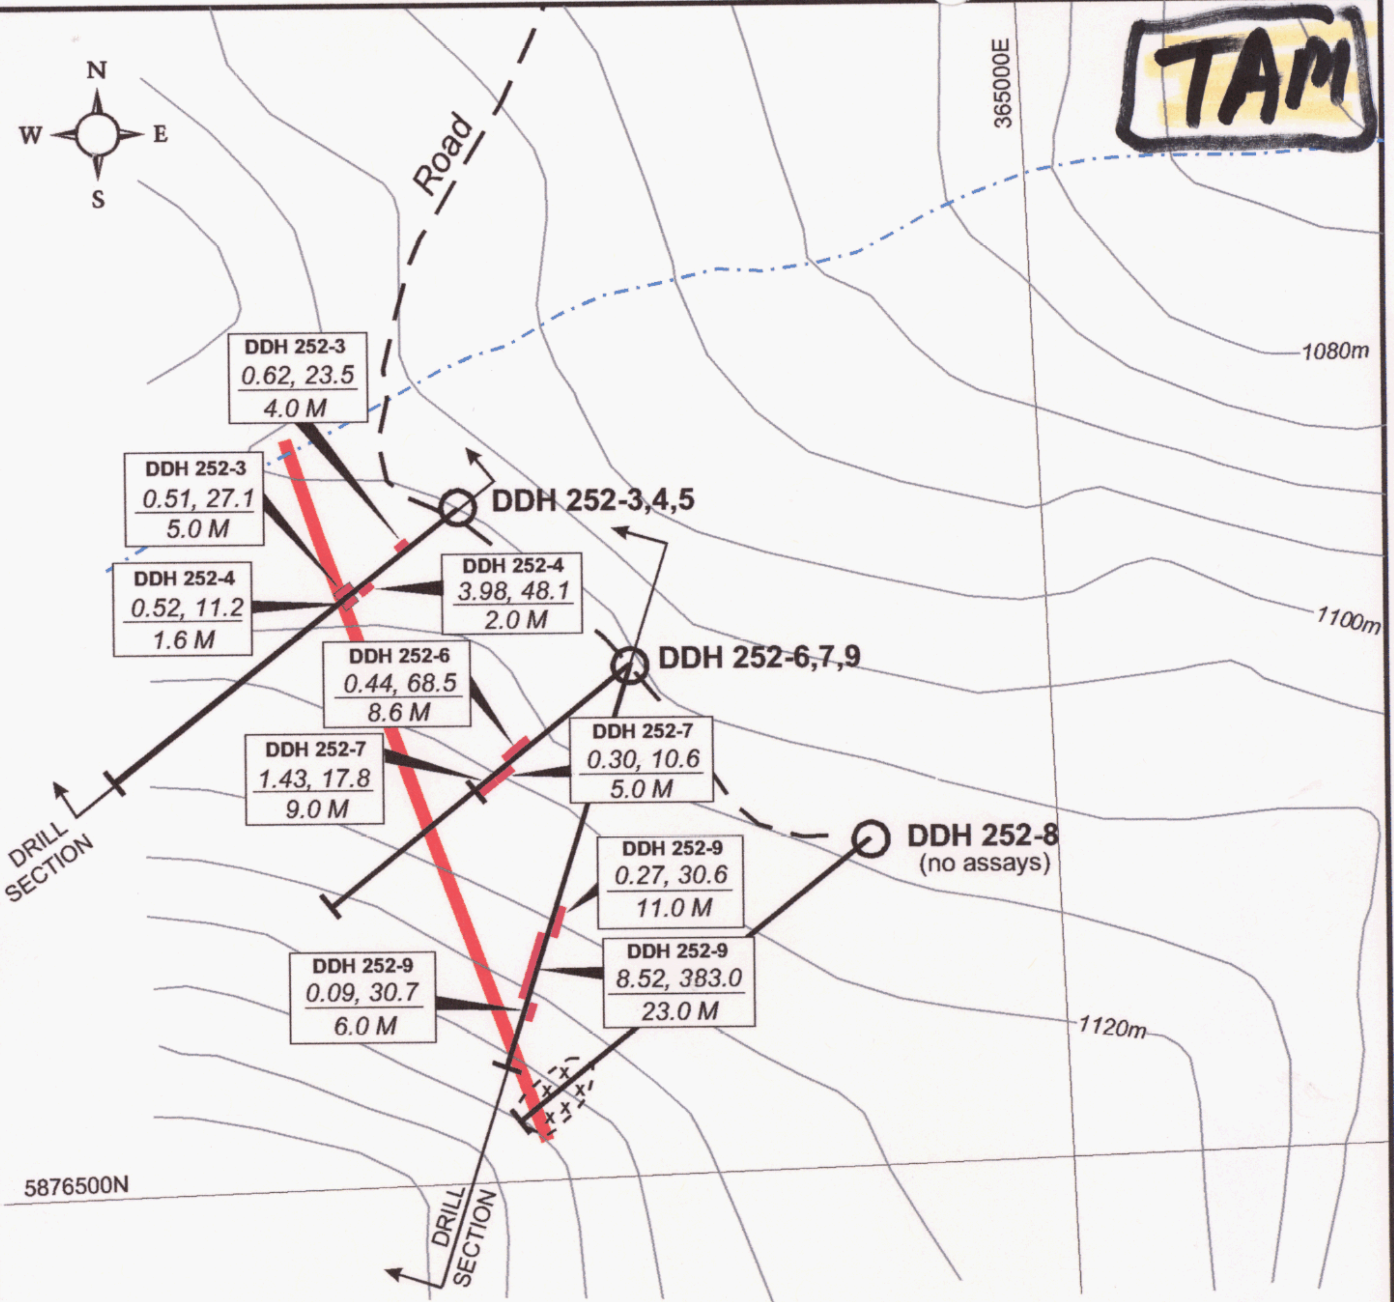 TAM
365000E
N
W E
S
Road
1080m
DDH 252-3
0.62, 23.5
4.0 M
DDH 252-3
0.51, 27.1
5.0 M
DDH 252-3,4,5
DDH 252-4
0.52, 11.2
1.6 M
DDH 252-4
3.98, 48.1
2.0 M
1100m
DDH 252-6
0.44, 68.5
8.6 M
DDH 252-6,7,9
DDH 252-7
1.43, 17.8
9.0 M
DDH 252-7
0.30, 10.6
5.0 M
DRILL
SECTION
DDH 252-8
(no assays)
DDH 252-9
0.27, 30.6
11.0 M
DDH 252-9
0.09, 30.7
6.0 M
DDH 252-9
8.52, 383.0
23.0 M
1120m
x
x x
x x
x
5876500N
DRILL
SECTION